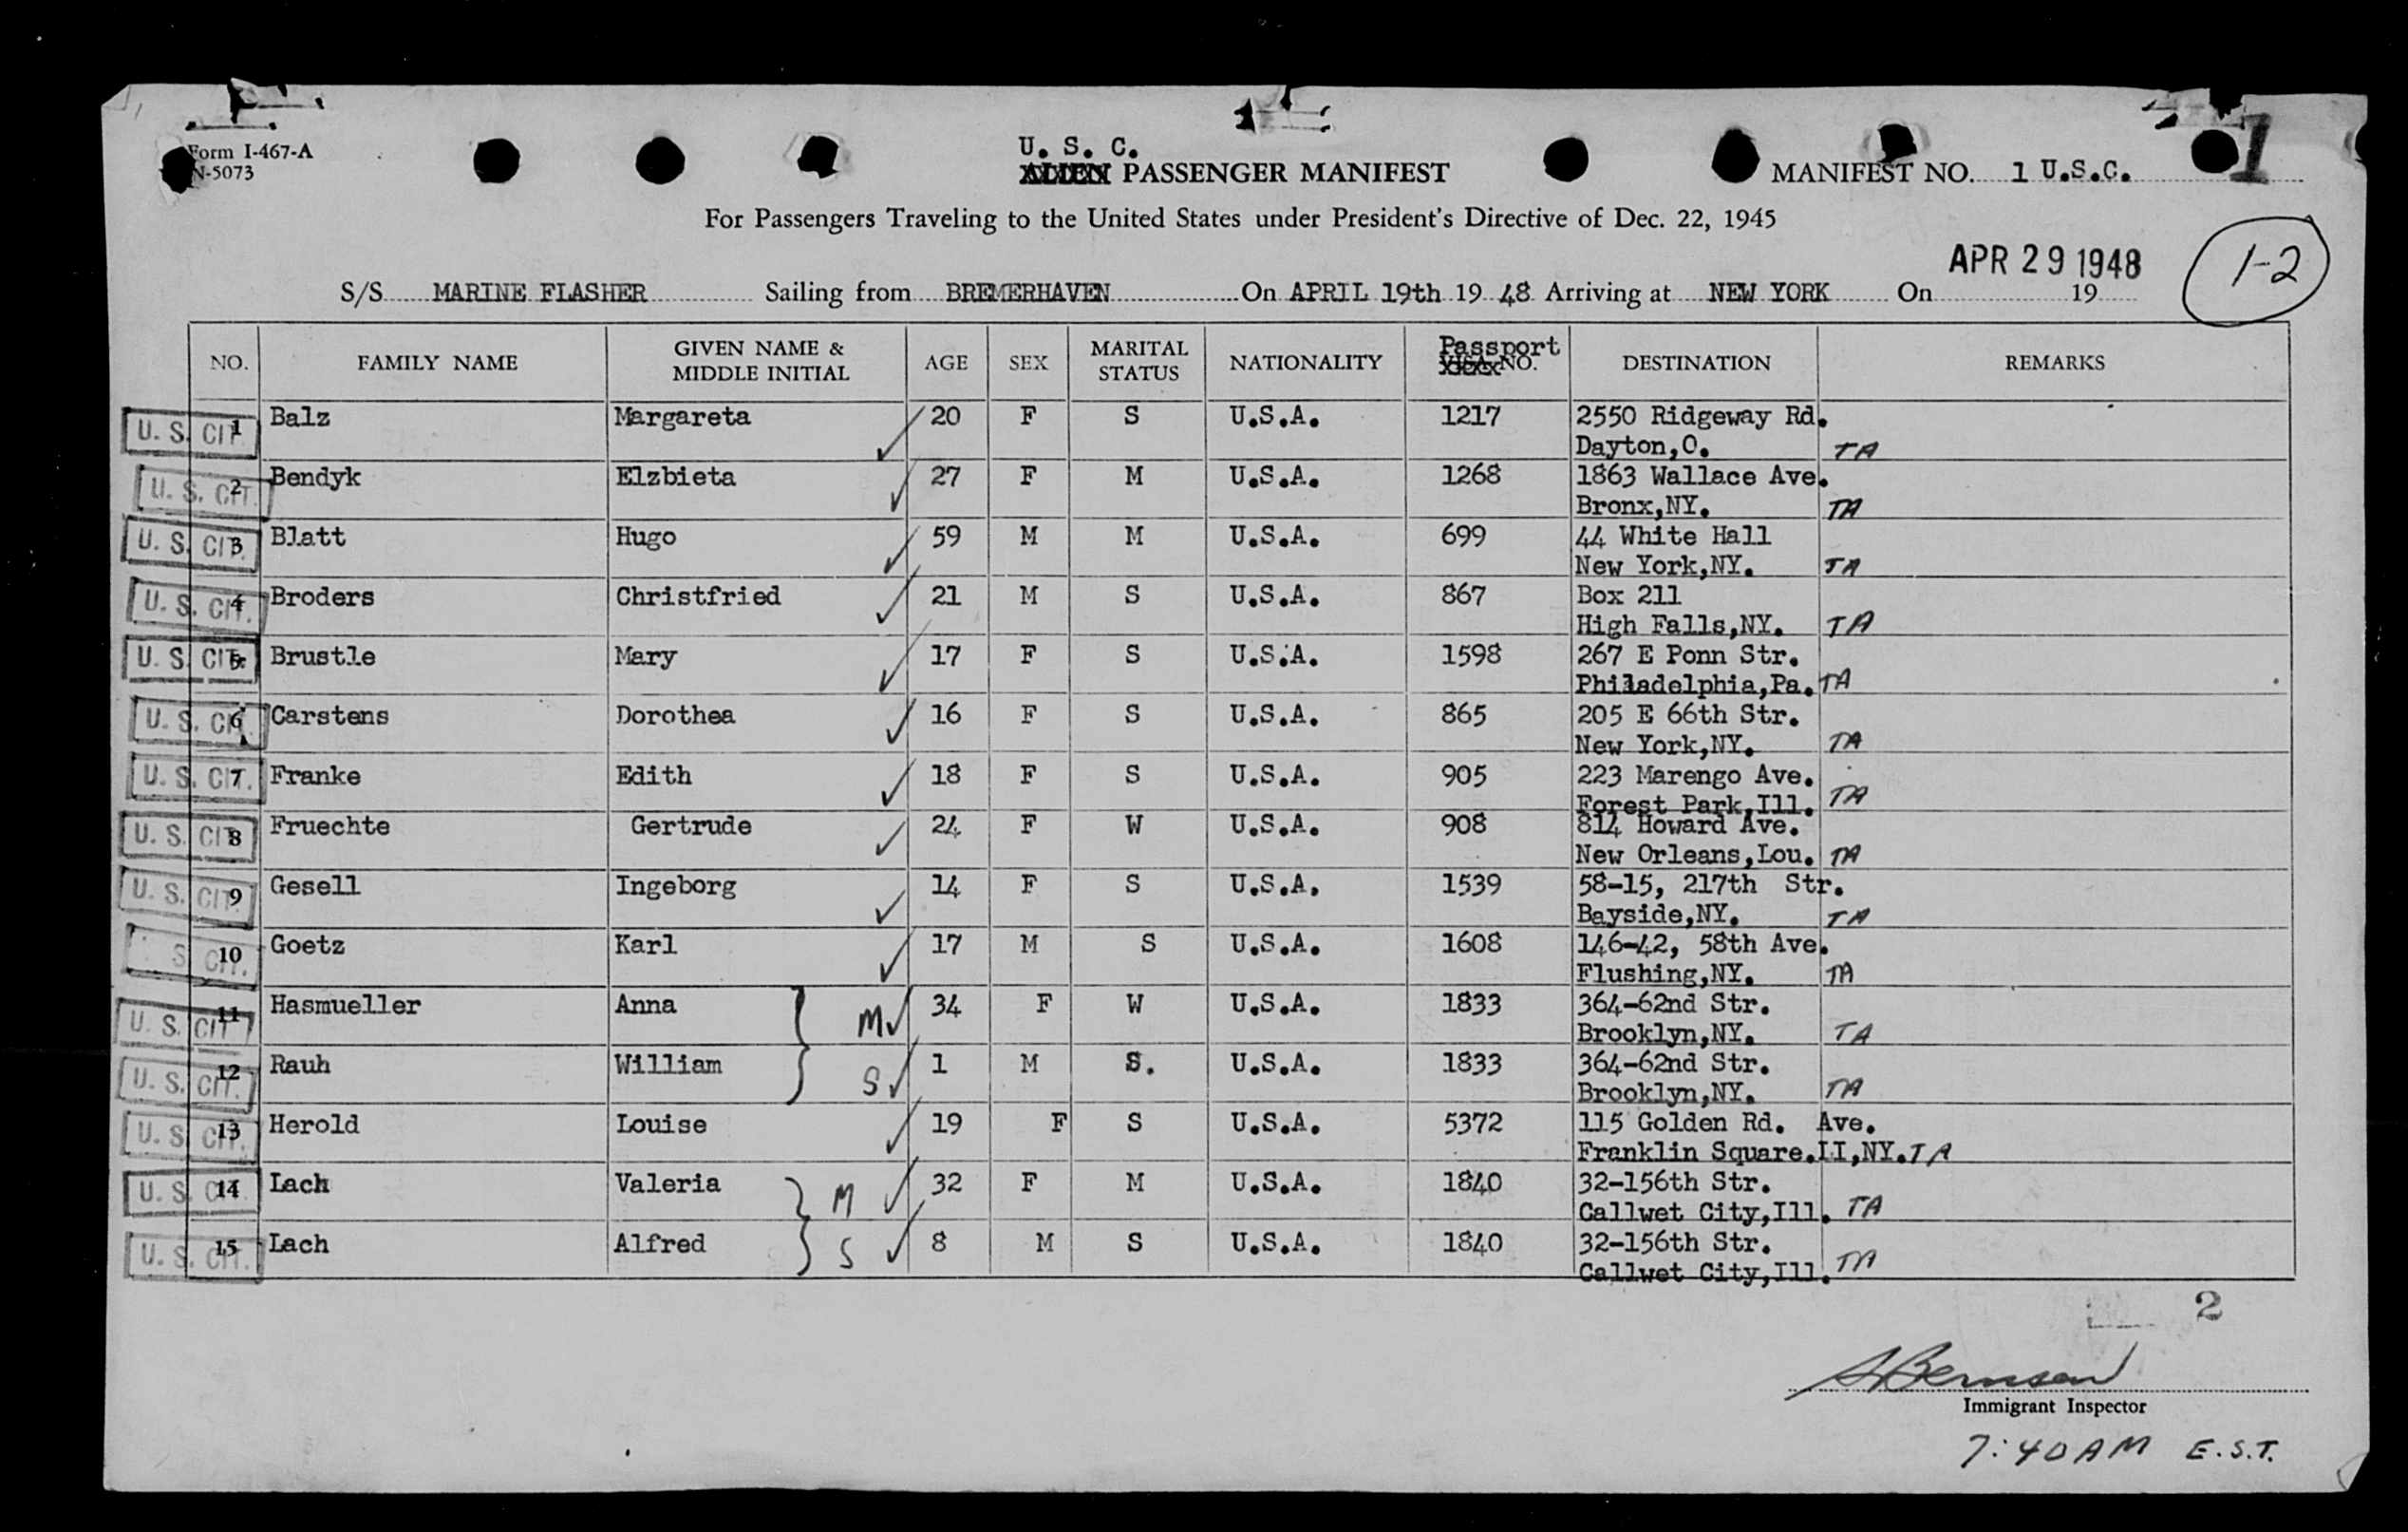 Form I-467-A
N-5073
U. S. C.
ALIEN PASSENGER MANIFEST
MANIFEST NO. 1 U.S.C. 1
For Passengers Traveling to the United States under President's Directive of Dec. 22, 1945
APR 29 1948
1-2
S/S MARINE FLASHER Sailing from BREMERHAVEN On APRIL 19th 19 48 Arriving at NEW YORK On 19
NO. FAMILY NAME GIVEN NAME & MIDDLE INITIAL AGE SEX MARITAL STATUS NATIONALITY Passport VISA NO. DESTINATION REMARKS
U. S. CIT. 1 Balz Margareta ✓ 20 F S U.S.A. 1217 2550 Ridgeway Rd.
Dayton,O. TA
U. S. CIT. 2 Bendyk Elzbieta ✓ 27 F M U.S.A. 1268 1863 Wallace Ave.
Bronx,NY. TA
U. S. CIT. 3 Blatt Hugo ✓ 59 M M U.S.A. 699 44 White Hall
New York,NY. TA
U. S. CIT. 4 Broders Christfried ✓ 21 M S U.S.A. 867 Box 211
High Falls,NY. TA
U. S. CIT. 5 Brustle Mary ✓ 17 F S U.S.A. 1598 267 E Ponn Str.
Philadelphia,Pa. TA
U. S. CIT. 6 Carstens Dorothea ✓ 16 F S U.S.A. 865 205 E 66th Str.
New York,NY. TA
U. S. CIT. 7 Franke Edith ✓ 18 F S U.S.A. 905 223 Marengo Ave.
Forest Park,Ill. TA
U. S. CIT. 8 Fruechte Gertrude ✓ 24 F W U.S.A. 908 814 Howard Ave.
New Orleans,Lou. TA
U. S. CIT. 9 Gesell Ingeborg ✓ 14 F S U.S.A. 1539 58-15, 217th Str.
Bayside,NY. TA
S. CIT. 10 Goetz Karl ✓ 17 M S U.S.A. 1608 146-42, 58th Ave.
Flushing,NY. TA
U. S. CIT. 11 Hasmueller Anna } M ✓ 34 F W U.S.A. 1833 364-62nd Str.
Brooklyn,NY. TA
U. S. CIT. 12 Rauh William } S ✓ 1 M S. U.S.A. 1833 364-62nd Str.
Brooklyn,NY. TA
U. S. CIT. 13 Herold Louise ✓ 19 F S U.S.A. 5372 115 Golden Rd. Ave.
Franklin Square.LI,NY. TA
U. S. CIT. 14 Lach Valeria } M ✓ 32 F M U.S.A. 1840 32-156th Str.
Callwet City,Ill. TA
U. S. CIT. 15 Lach Alfred } S ✓ 8 M S U.S.A. 1840 32-156th Str.
Callwet City,Ill. TA
2
Immigrant Inspector
7:40 AM E.S.T.